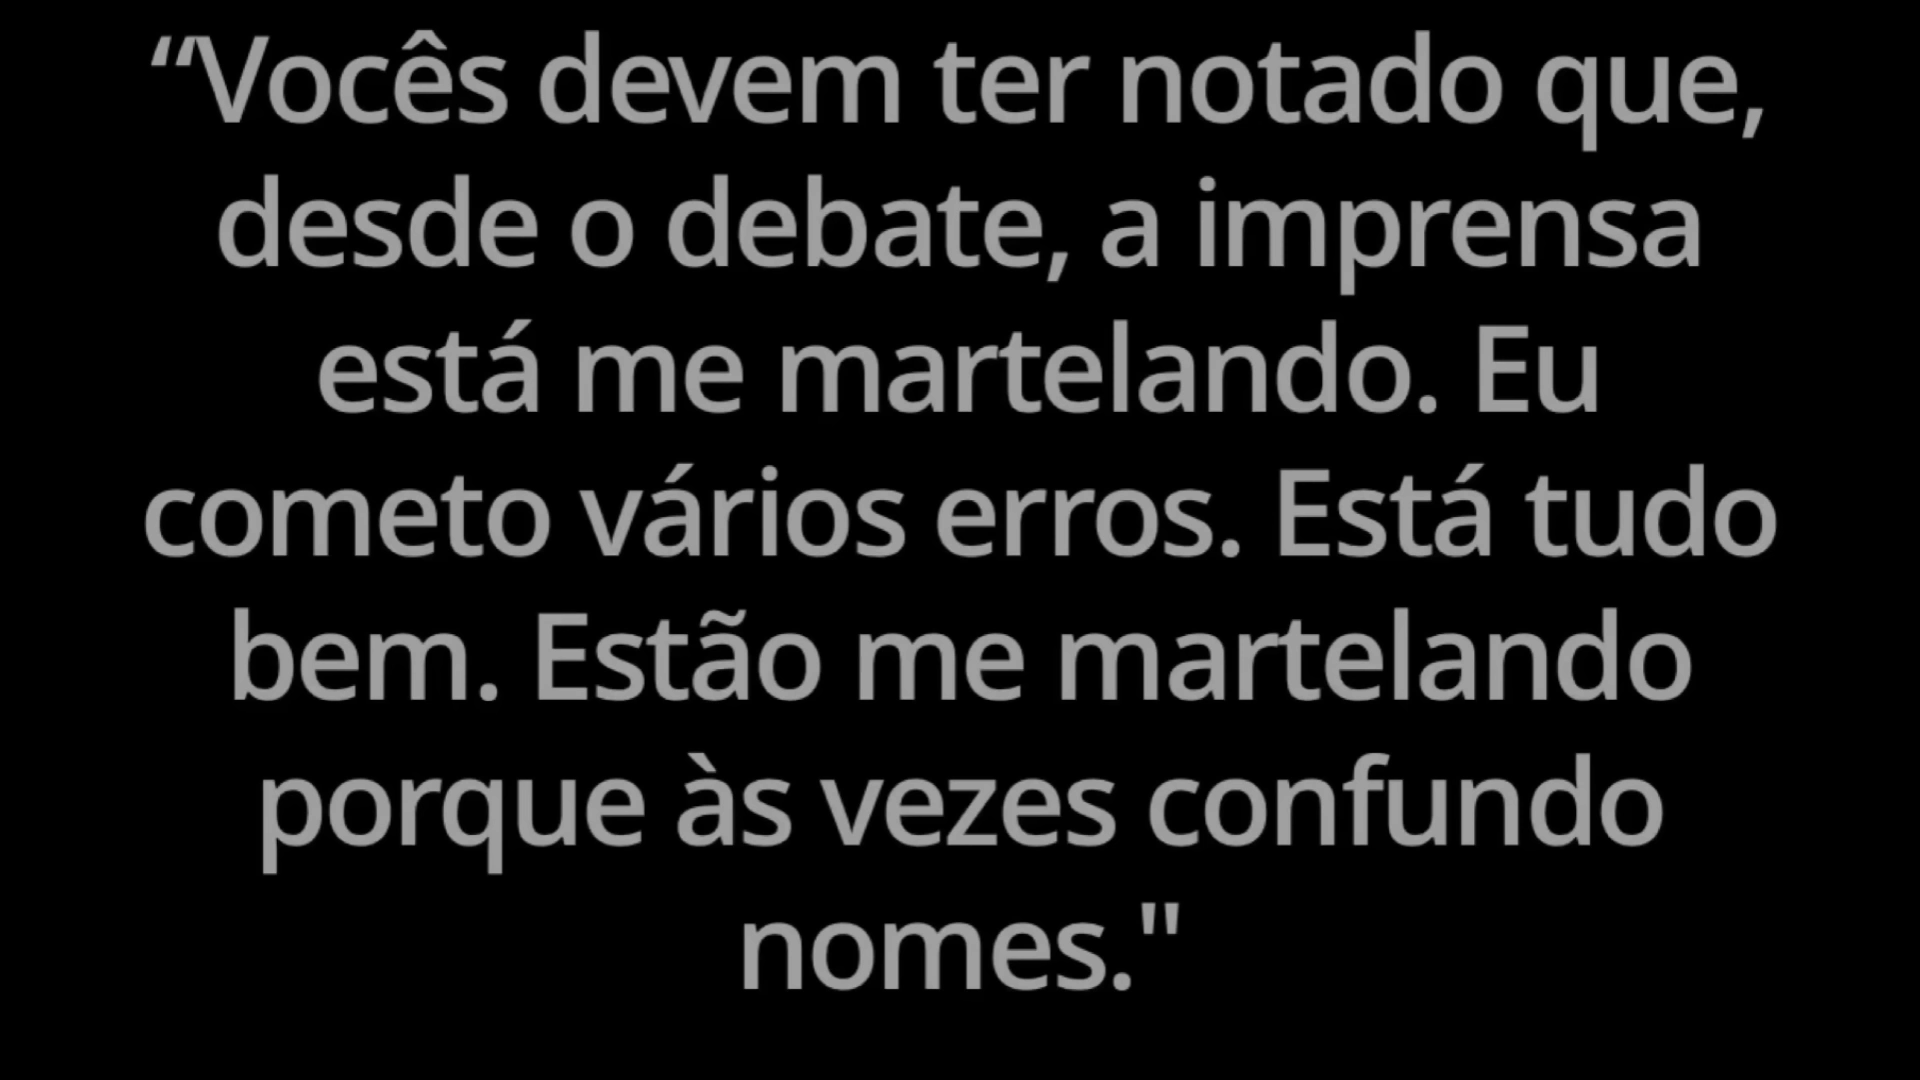 “Vocês devem ter notado que,
desde o debate, a imprensa
está me martelando. Eu
cometo vários erros. Está tudo
bem. Estão me martelando
porque às vezes confundo
nomes."